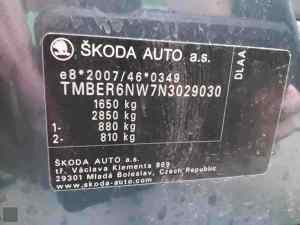 ŠKODA AUTO a.s.
DLAA
e8*2007/46*0349
TMBER6NW7N3029030
1650 kg
2850 kg
1- 880 kg
2- 810 kg
ŠKODA AUTO a.s.
tř. Václava Klementa 869
29301 Mladá Boleslav, Czech Republic
www.skoda-auto.com